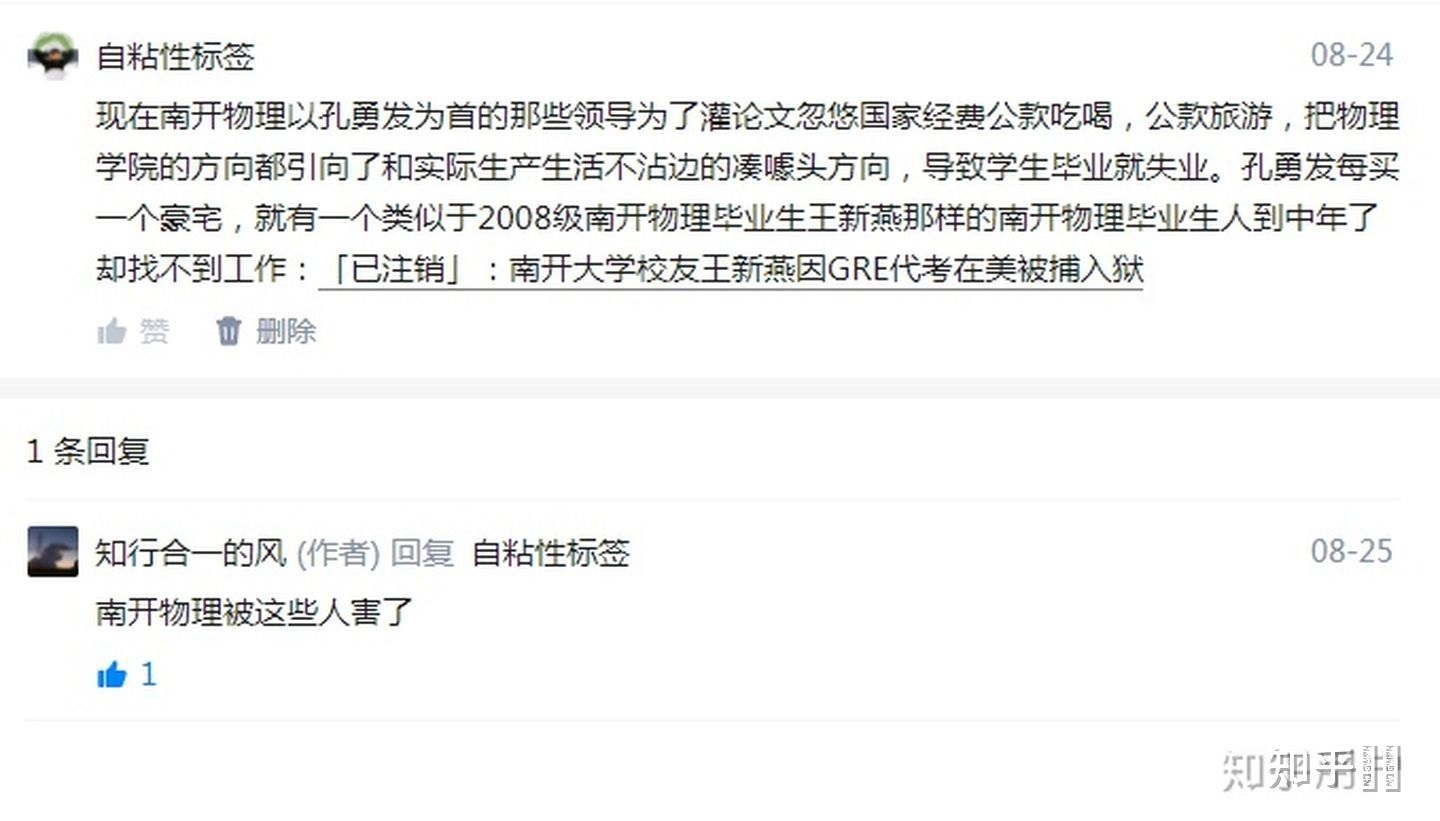 自粘性标签 08-24
现在南开物理以孔勇发为首的那些领导为了灌论文忽悠国家经费公款吃喝，公款旅游，把物理
学院的方向都引向了和实际生产生活不沾边的凑噱头方向，导致学生毕业就失业。孔勇发每买
一个豪宅，就有一个类似于2008级南开物理毕业生王新燕那样的南开物理毕业生人到中年了
却找不到工作：「已注销」：南开大学校友王新燕因GRE代考在美被捕入狱
赞 删除
1 条回复
知行合一的风 (作者) 回复 自粘性标签 08-25
南开物理被这些人害了
1